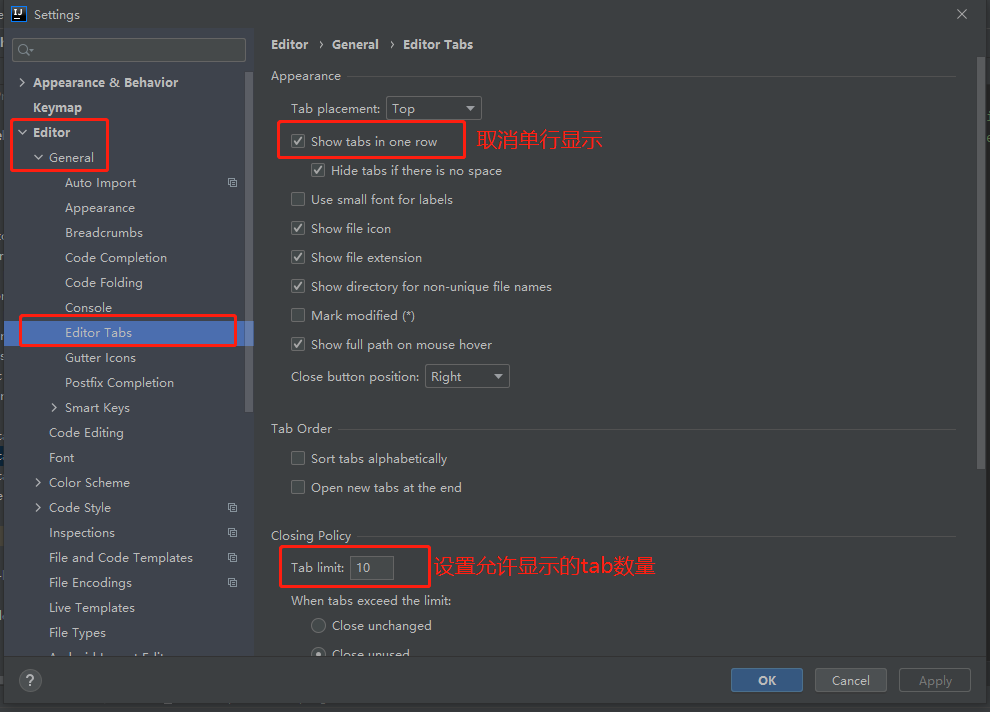 IJ Settings
Editor › General › Editor Tabs
Appearance & Behavior
Keymap
Editor
General
Auto Import
Appearance
Breadcrumbs
Code Completion
Code Folding
Console
Editor Tabs
Gutter Icons
Postfix Completion
Smart Keys
Code Editing
Font
Color Scheme
Code Style
Inspections
File and Code Templates
File Encodings
Live Templates
File Types
Appearance
Tab placement: Top
Show tabs in one row 取消单行显示
Hide tabs if there is no space
Use small font for labels
Show file icon
Show file extension
Show directory for non-unique file names
Mark modified (*)
Show full path on mouse hover
Close button position: Right
Tab Order
Sort tabs alphabetically
Open new tabs at the end
Closing Policy
Tab limit: 10 设置允许显示的tab数量
When tabs exceed the limit:
Close unchanged
Close unused
? OK Cancel Apply